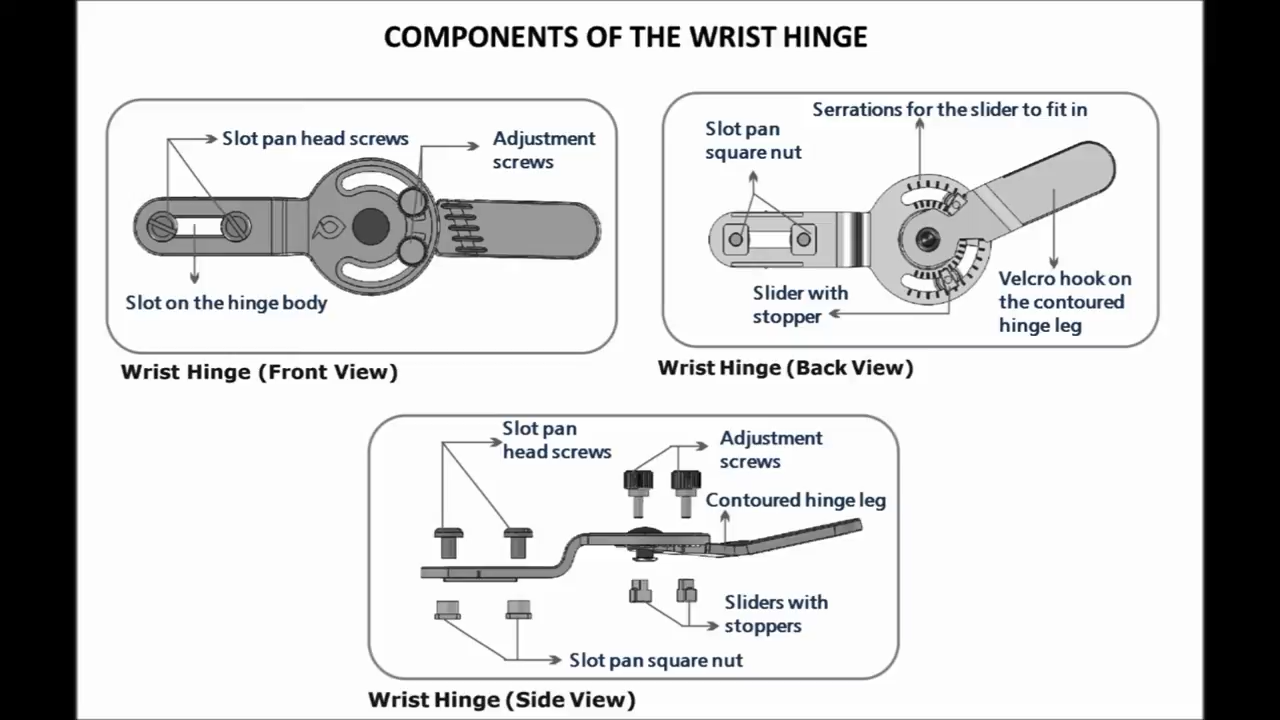 COMPONENTS OF THE WRIST HINGE
Slot pan head screws
Adjustment
screws
Slot on the hinge body
Wrist Hinge (Front View)
Serrations for the slider to fit in
Slot pan
square nut
Slider with
stopper
Velcro hook on
the contoured
hinge leg
Wrist Hinge (Back View)
Slot pan
head screws
Adjustment
screws
Contoured hinge leg
Sliders with
stoppers
Slot pan square nut
Wrist Hinge (Side View)